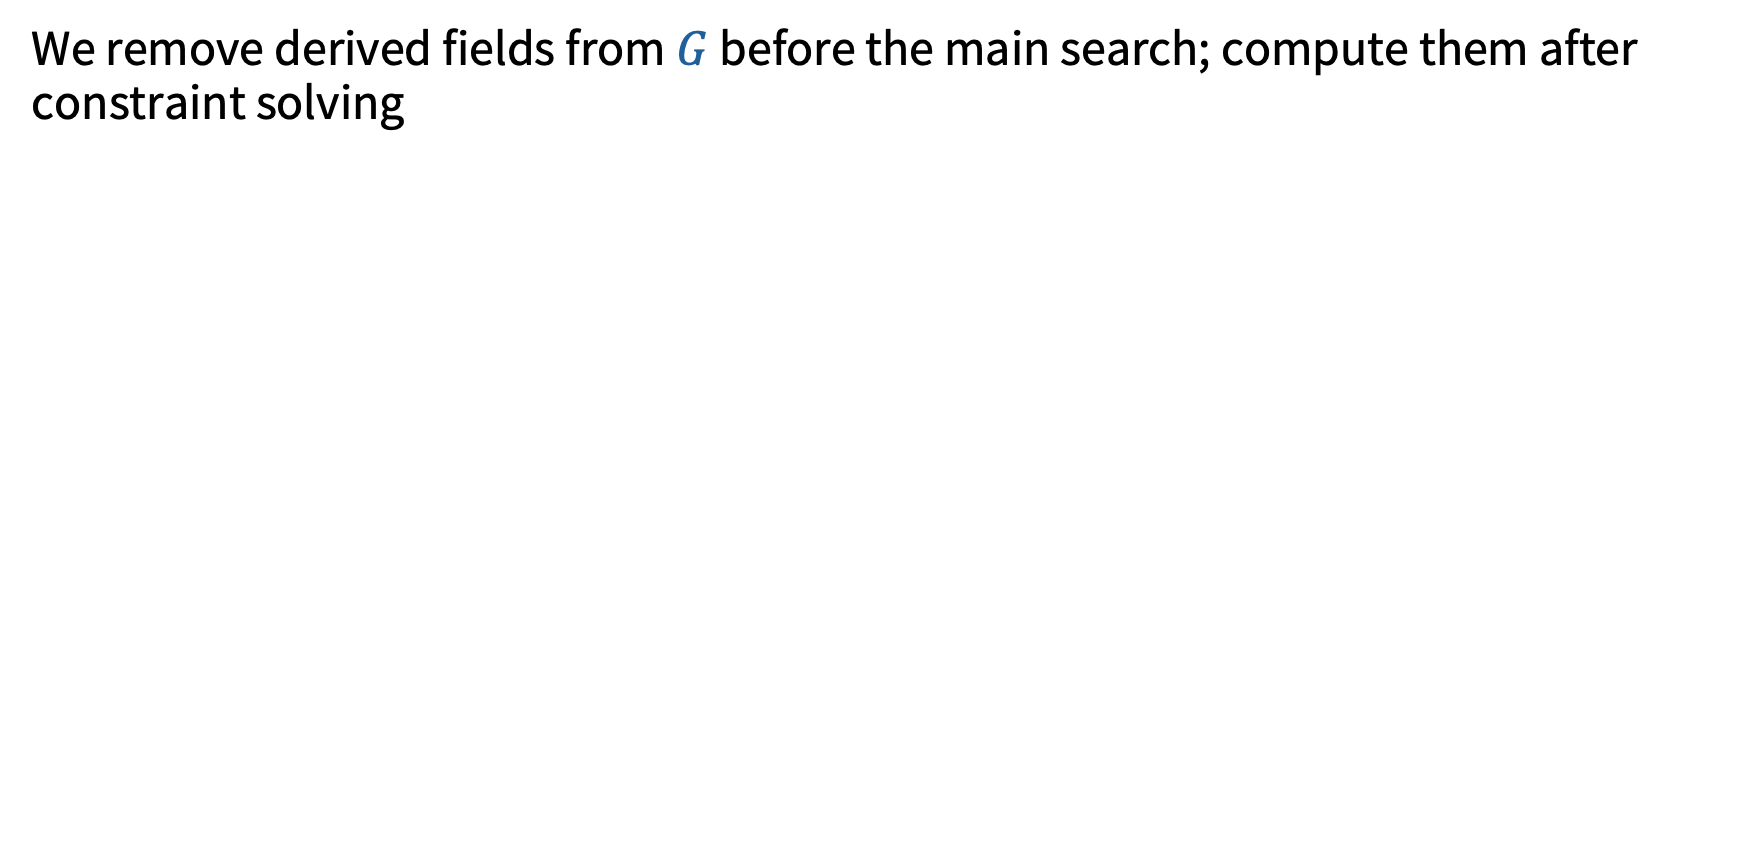 We remove derived fields from G before the main search; compute them after
constraint solving